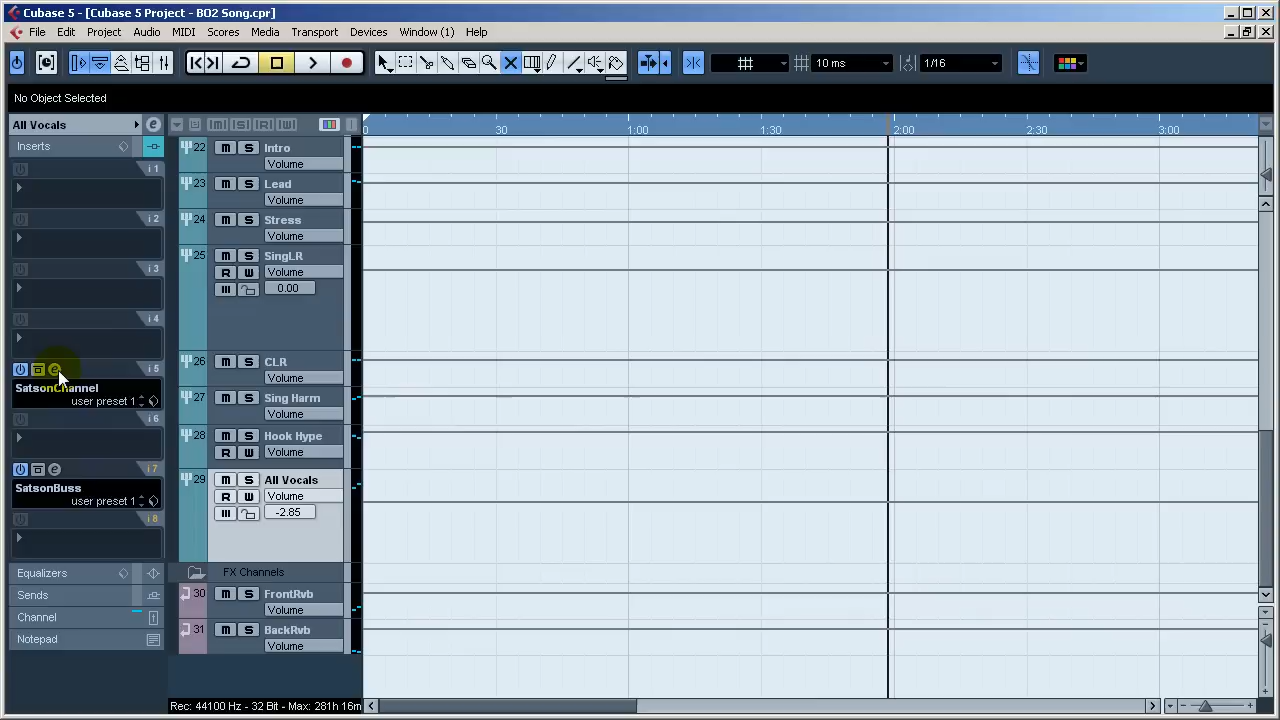 Cubase 5 - [Cubase 5 Project - BO2 Song.cpr]
File Edit Project Audio MIDI Scores Media Transport Devices Window (1) Help
10 ms 1/16
No Object Selected
All Vocals e
[M] [S] [R] [W]
0 30 1:00 1:30 2:00 2:30 3:00
Inserts
i 1
i 2
i 3
i 4
i 5
SatsonChannel
user preset 1
i 6
i 7
SatsonBuss
user preset 1
i 8
Equalizers
Sends
Channel
Notepad
22 M S Intro
Volume
23 M S Lead
Volume
24 M S Stress
Volume
25 M S SingLR
R W Volume
0.00
26 M S CLR
Volume
27 M S Sing Harm
Volume
28 M S Hook Hype
R W Volume
29 M S All Vocals
R W Volume
-2.85
FX Channels
30 M S FrontRvb
Volume
31 M S BackRvb
Volume
Rec: 44100 Hz - 32 Bit - Max: 281h 16m